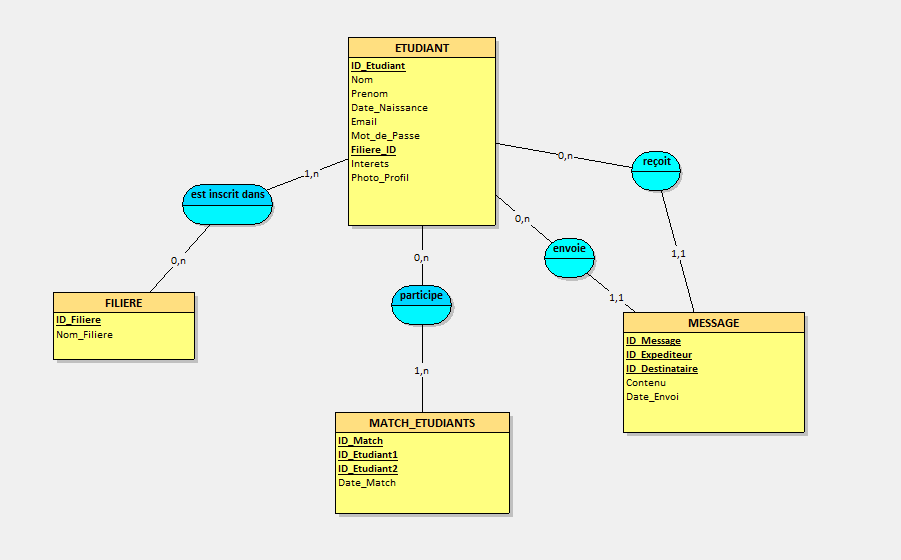 ETUDIANT
ID_Etudiant
Nom
Prenom
Date_Naissance
Email
Mot_de_Passe
Filiere_ID
Interets
Photo_Profil
0,n
reçoit
1,n
est inscrit dans
0,n
envoie
0,n
0,n
1,1
participe
1,1
FILIERE
ID_Filiere
Nom_Filiere
MESSAGE
ID_Message
ID_Expediteur
ID_Destinataire
Contenu
Date_Envoi
1,n
MATCH_ETUDIANTS
ID_Match
ID_Etudiant1
ID_Etudiant2
Date_Match